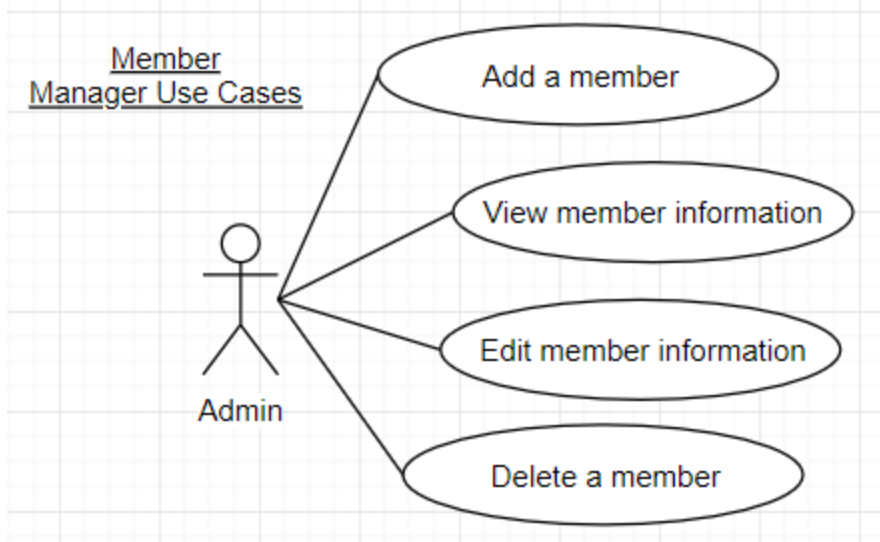 Member
Manager Use Cases
Add a member
View member information
Edit member information
Admin
Delete a member